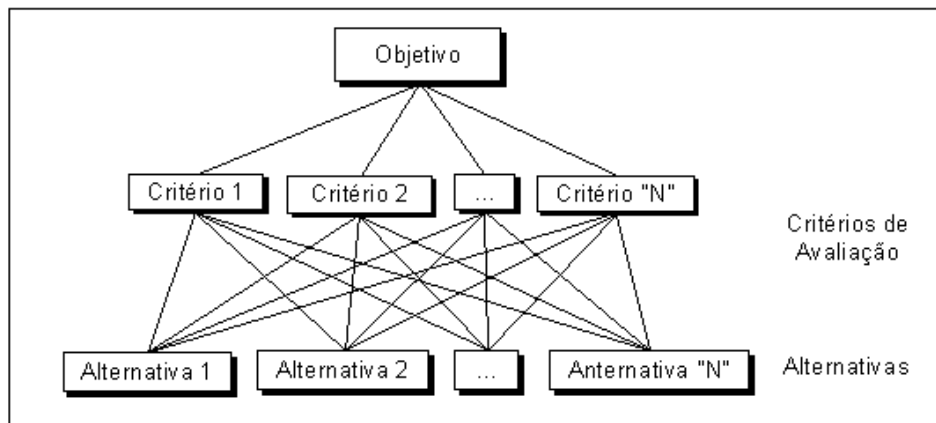 Objetivo
Critério 1
Critério 2
...
Critério "N"
Critérios de
Avaliação
Alternativa 1
Alternativa 2
...
Anternativa "N"
Alternativas